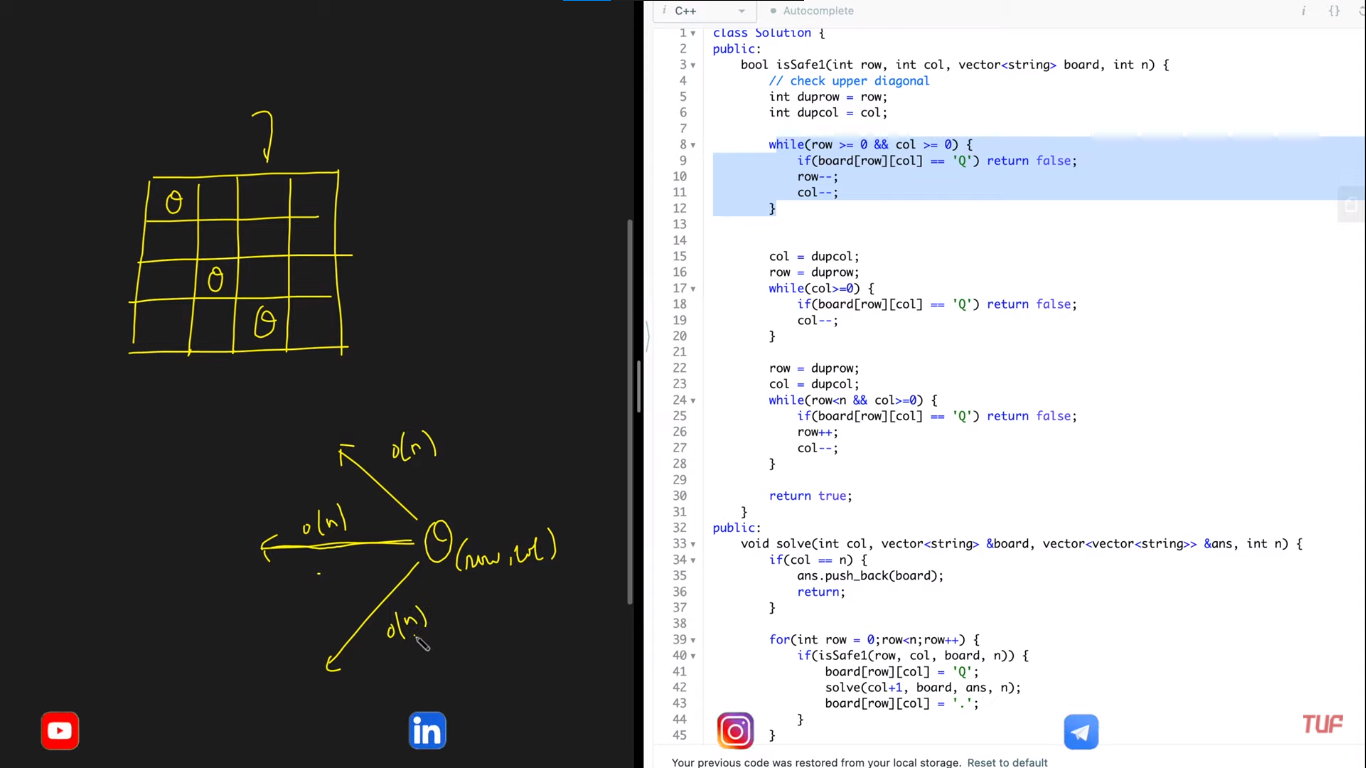 Q
Q
Q
o(n)
o(n)
Q (row, col)
o(n)
in
C++
Autocomplete
i {}
1 class Solution {
2 public:
3 bool isSafe1(int row, int col, vector<string> board, int n) {
4 // check upper diagonal
5 int duprow = row;
6 int dupcol = col;
7
8 while(row >= 0 && col >= 0) {
9 if(board[row][col] == 'Q') return false;
10 row--;
11 col--;
12 }
13
14
15 col = dupcol;
16 row = duprow;
17 while(col>=0) {
18 if(board[row][col] == 'Q') return false;
19 col--;
20 }
21
22 row = duprow;
23 col = dupcol;
24 while(row<n && col>=0) {
25 if(board[row][col] == 'Q') return false;
26 row++;
27 col--;
28 }
29
30 return true;
31 }
32 public:
33 void solve(int col, vector<string> &board, vector<vector<string>> &ans, int n) {
34 if(col == n) {
35 ans.push_back(board);
36 return;
37 }
38
39 for(int row = 0;row<n;row++) {
40 if(isSafe1(row, col, board, n)) {
41 board[row][col] = 'Q';
42 solve(col+1, board, ans, n);
43 board[row][col] = '.';
44 }
45 }
TUF
Your previous code was restored from your local storage. Reset to default